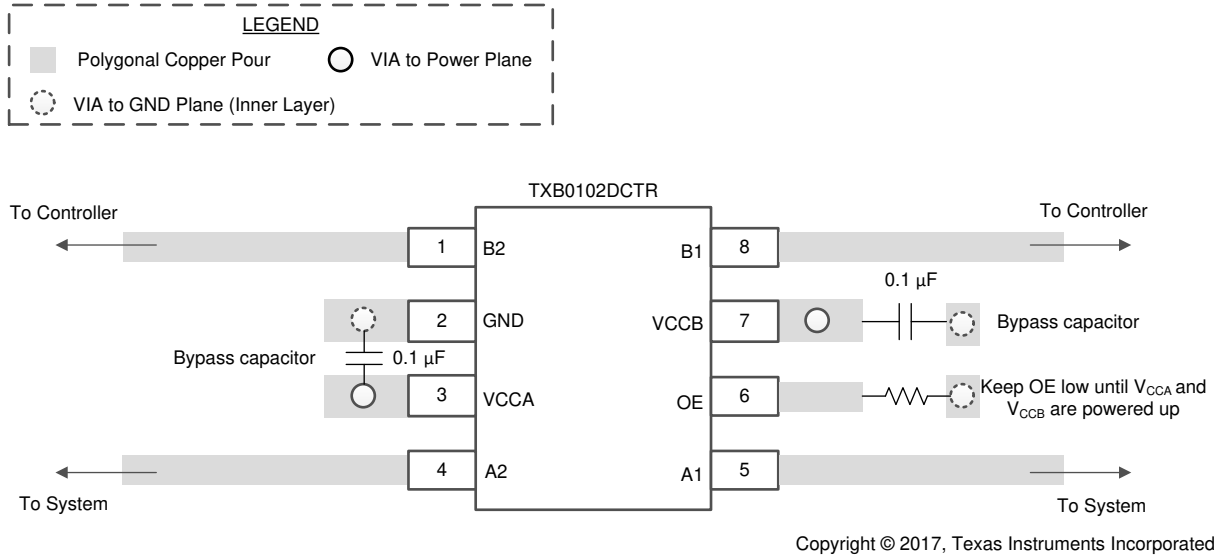 LEGEND
Polygonal Copper Pour
VIA to Power Plane
VIA to GND Plane (Inner Layer)
TXB0102DCTR
To Controller
To Controller
1
B2
B1
8
0.1 µF
2
GND
VCCB
7
Bypass capacitor
Bypass capacitor
0.1 µF
3
VCCA
OE
6
Keep OE low until VCCA and
VCCB are powered up
4
A2
A1
5
To System
To System
Copyright © 2017, Texas Instruments Incorporated